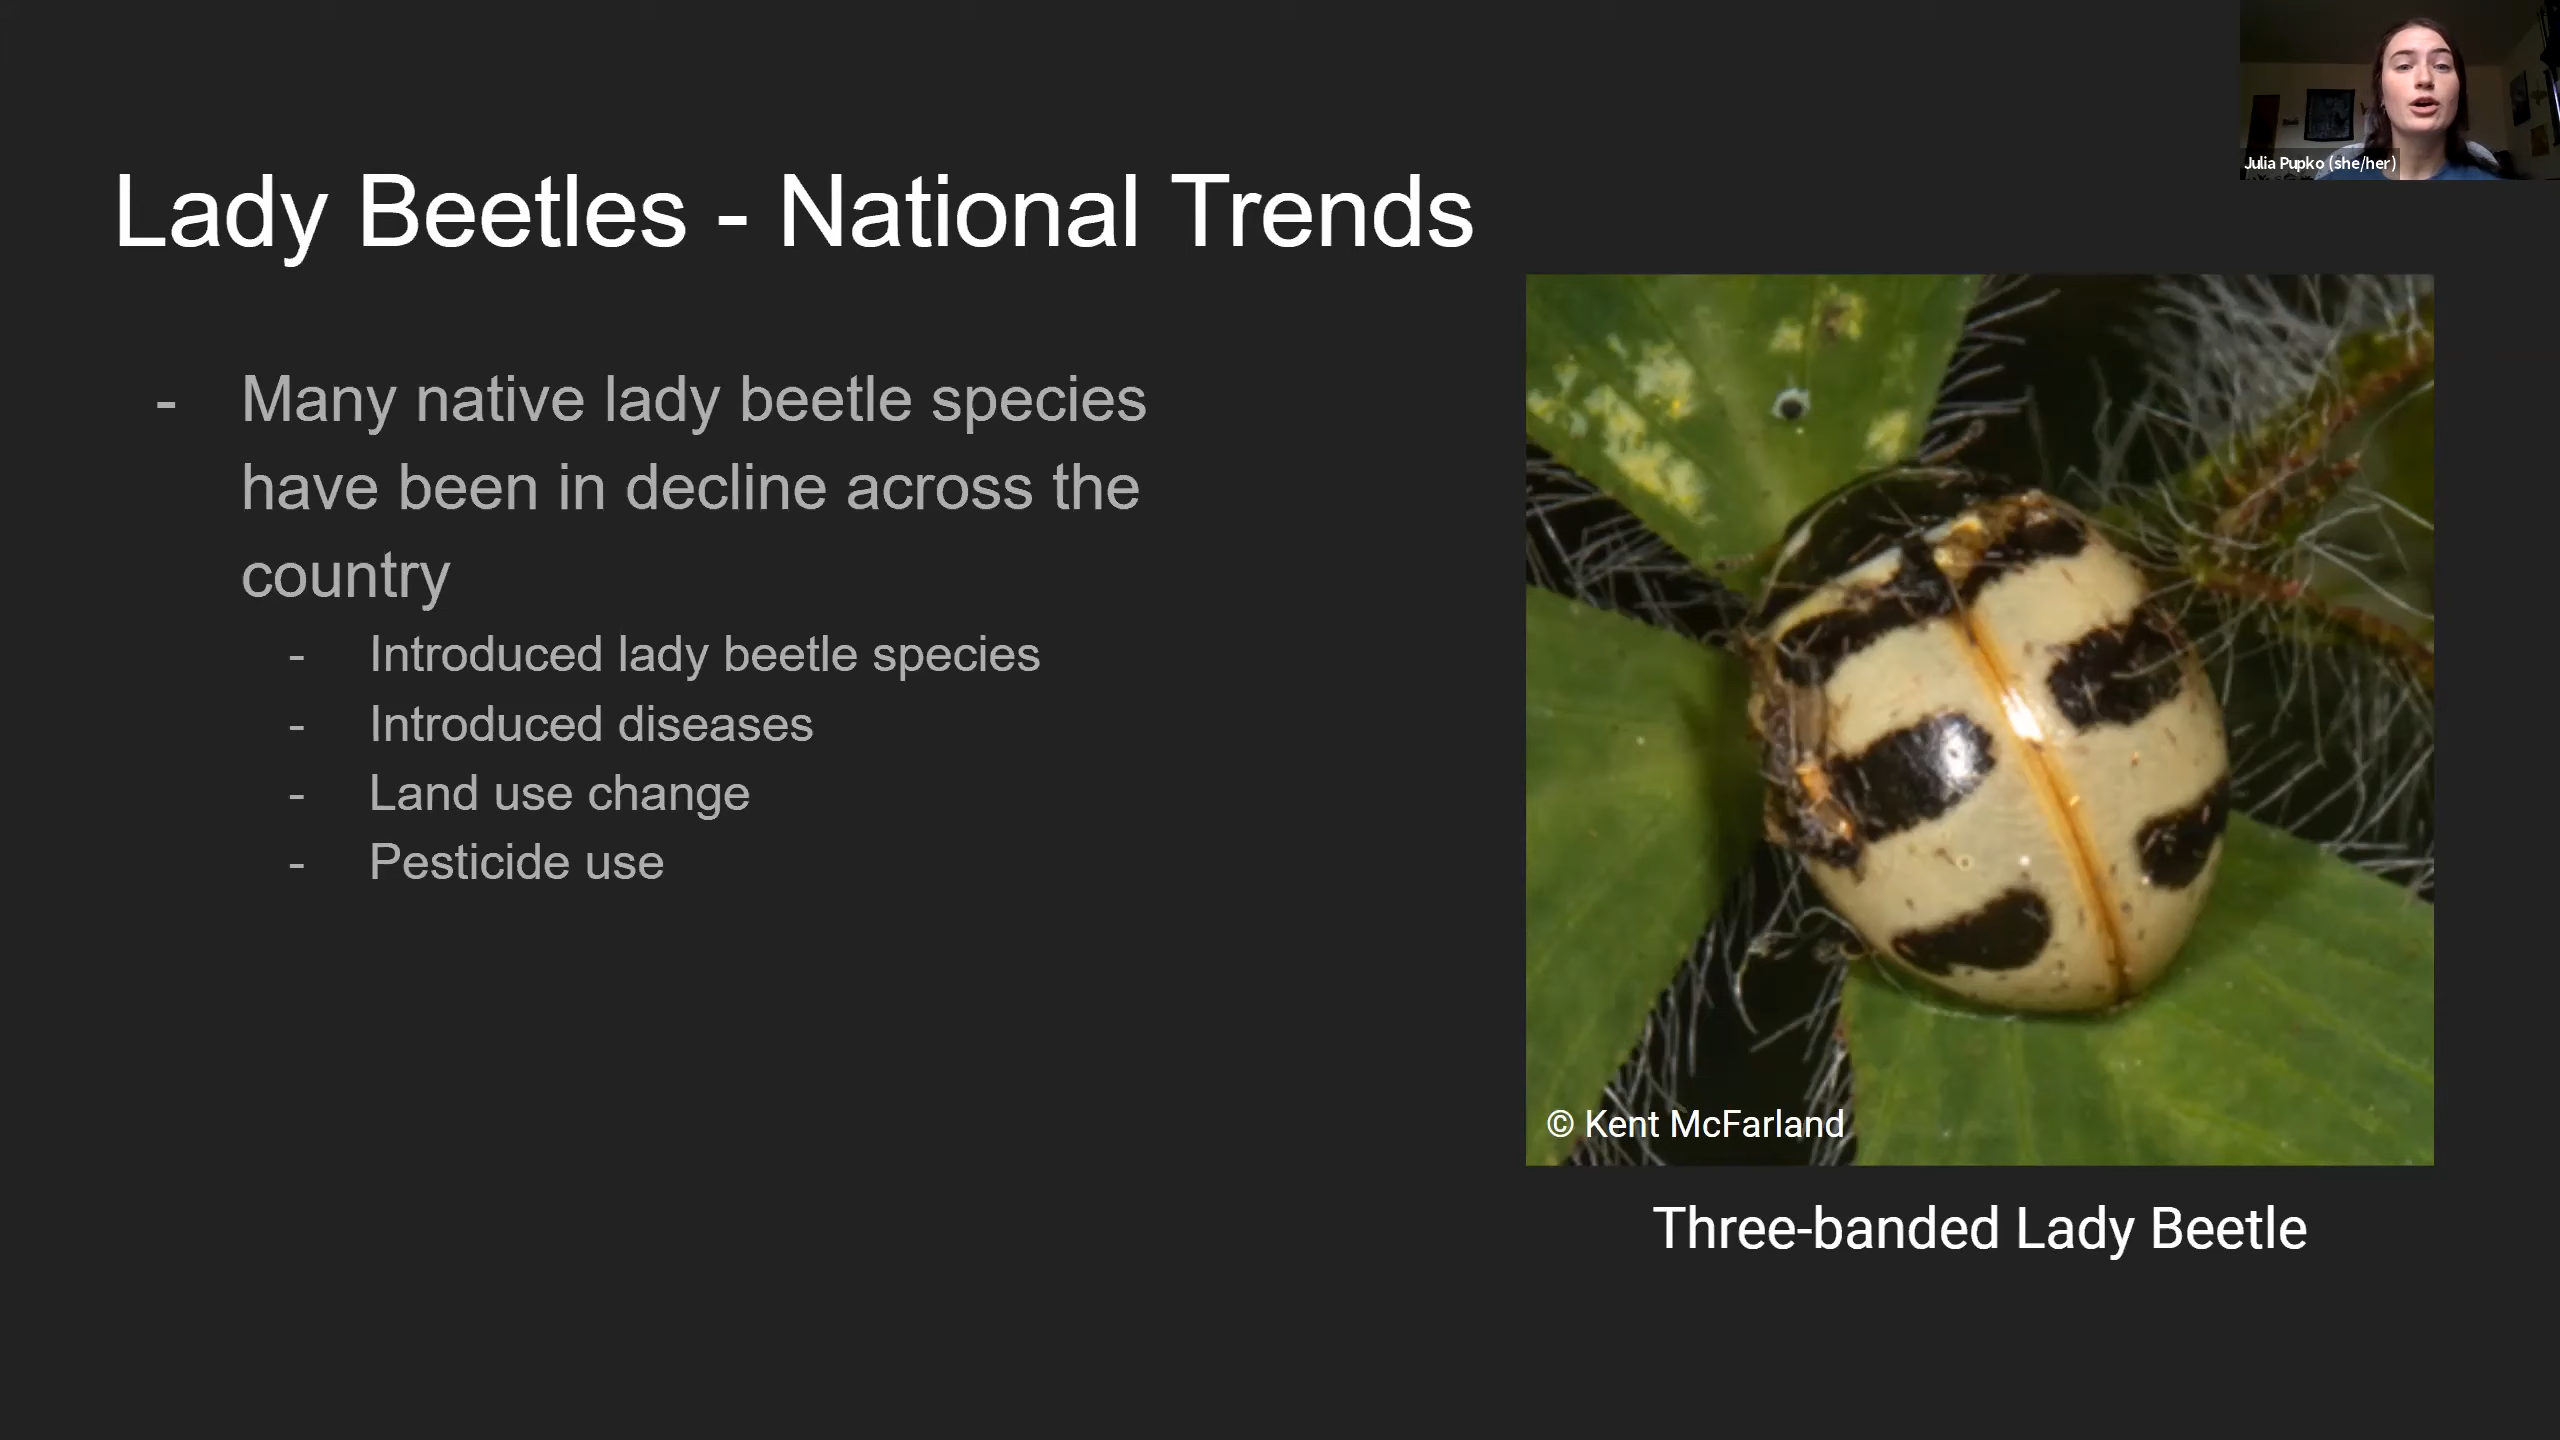 Julia Pupko (she/her)
Lady Beetles - National Trends
- Many native lady beetle species
have been in decline across the
country
- Introduced lady beetle species
- Introduced diseases
- Land use change
- Pesticide use
© Kent McFarland
Three-banded Lady Beetle